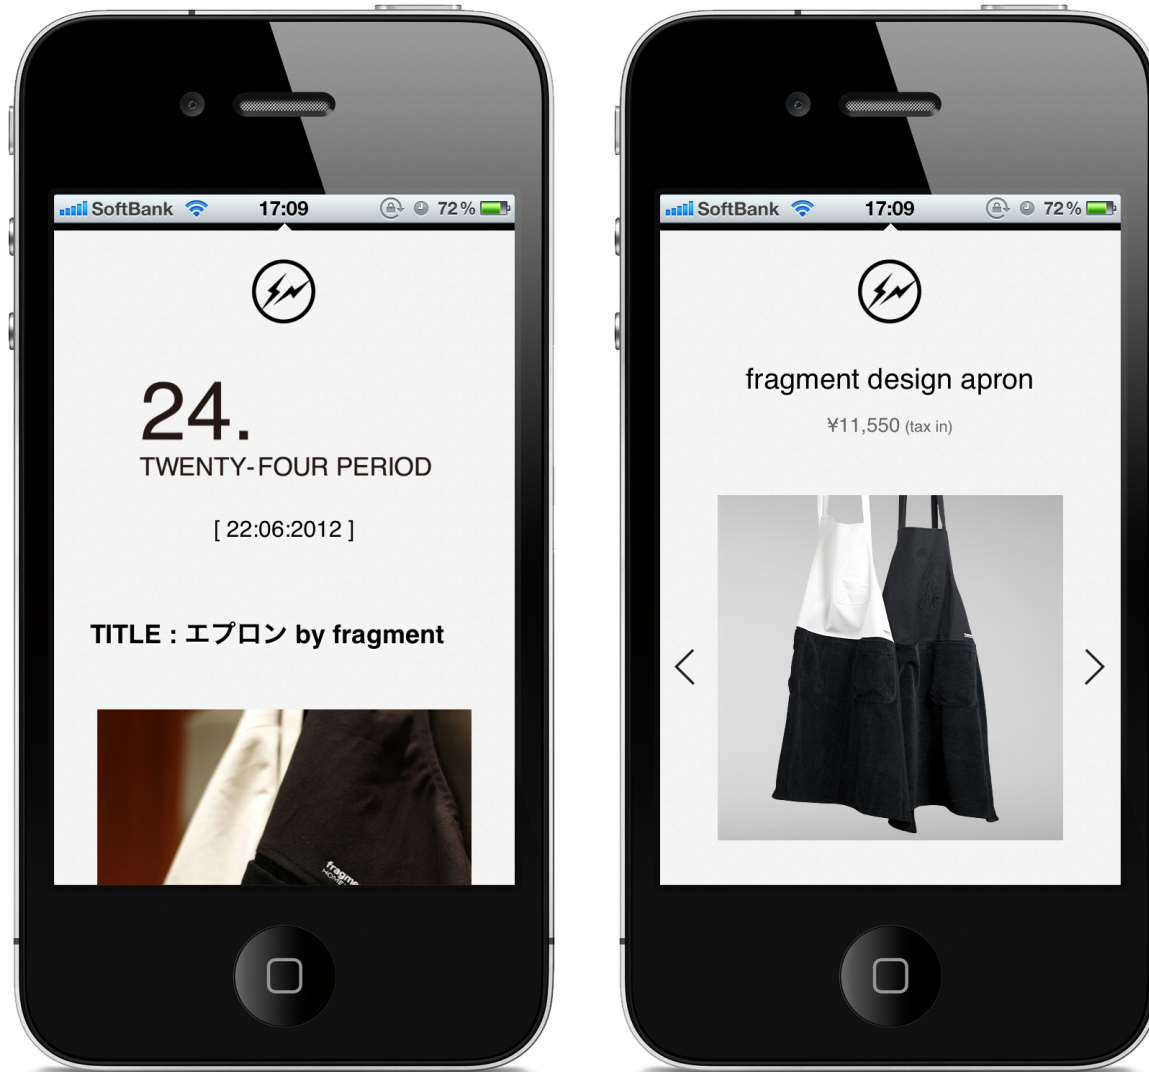 SoftBank 17:09 72%
24.
TWENTY-FOUR PERIOD
[ 22:06:2012 ]
TITLE : エプロン by fragment
SoftBank 17:09 72%
fragment design apron
¥11,550 (tax in)